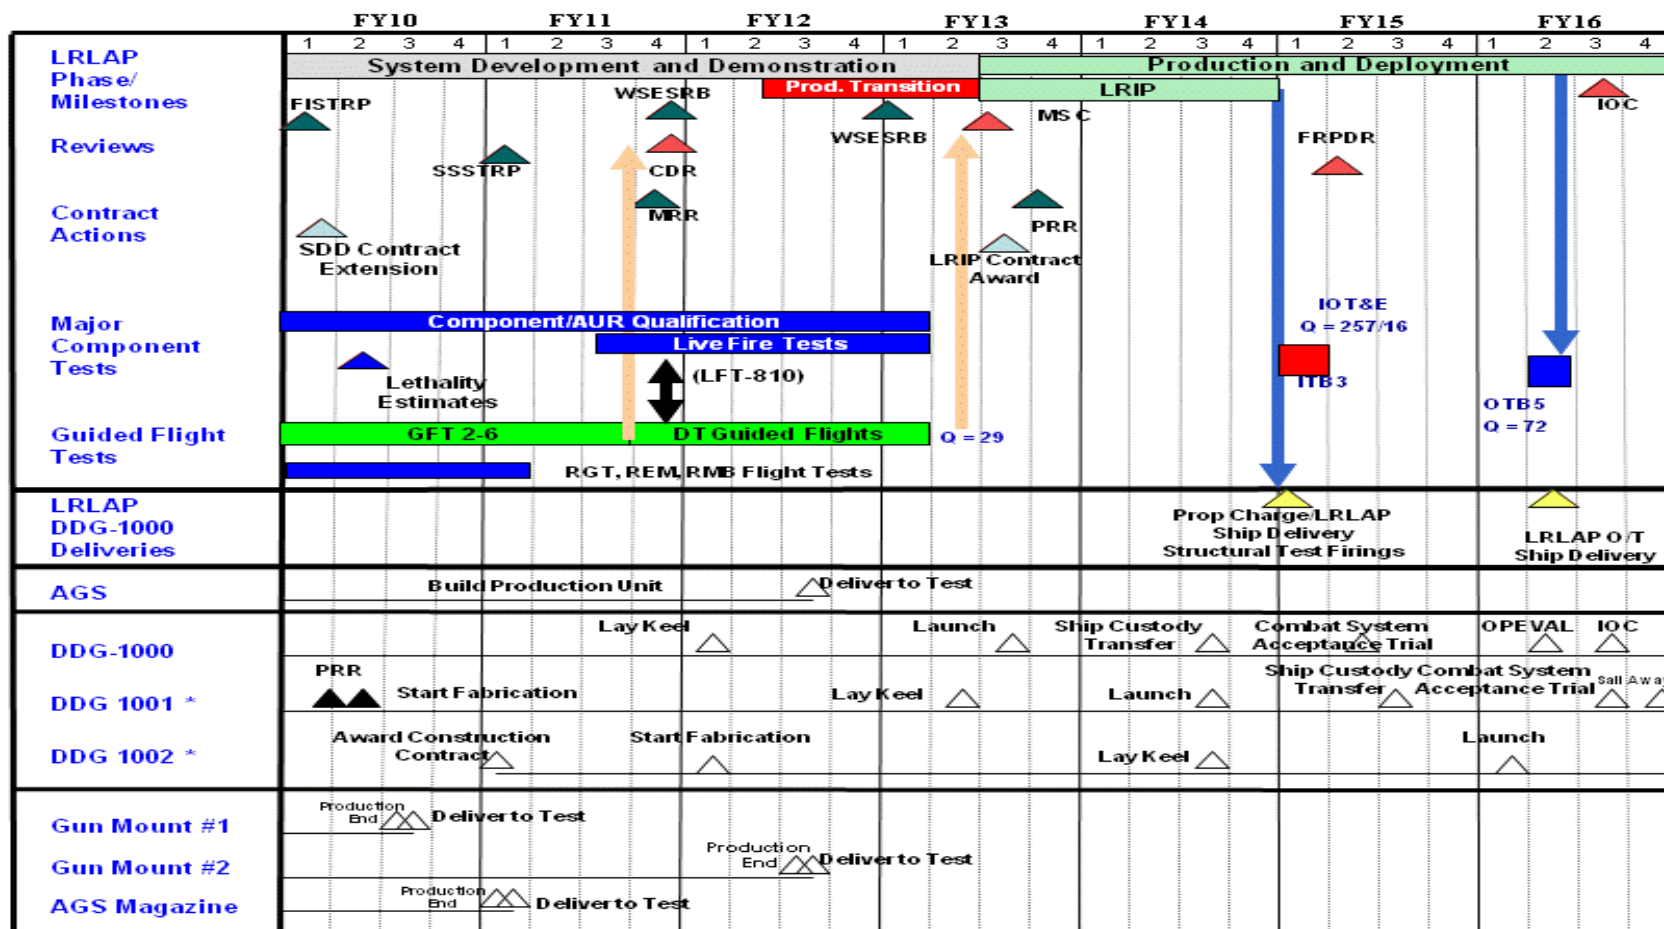 FY10 FY11 FY12 FY13 FY14 FY15 FY16
1 2 3 4 1 2 3 4 1 2 3 4 1 2 3 4 1 2 3 4 1 2 3 4 1 2 3 4
LRLAP
Phase/
Milestones
System Development and Demonstration
Production and Deployment
Prod. Transition
LRIP
FISTRP
WSESRB
WSESRB
MS C
IOC
Reviews
SSSTRP
CDR
FRPDR
MRR
PRR
Contract
Actions
SDD Contract
Extension
LRIP Contract
Award
Major
Component
Tests
Component/AUR Qualification
Live Fire Tests
(LFT-810)
Lethality
Estimates
IOT&E
Q = 257/16
ITB3
OTB5
Q = 72
Guided Flight
Tests
GFT 2-6
DT Guided Flights
Q = 29
RGT, REM, RMB Flight Tests
LRLAP
DDG-1000
Deliveries
Prop Charge/LRLAP
Ship Delivery
Structural Test Firings
LRLAP O/T
Ship Delivery
AGS
Build Production Unit
Deliver to Test
DDG-1000
Lay Keel
Launch
Ship Custody
Transfer
Combat System
Acceptance Trial
OPEVAL
IOC
DDG 1001 *
PRR
Start Fabrication
Lay Keel
Launch
Ship Custody
Transfer
Combat System
Acceptance Trial
Sail Away
DDG 1002 *
Award Construction
Contract
Start Fabrication
Lay Keel
Launch
Gun Mount #1
Production
End
Deliver to Test
Gun Mount #2
Production
End
Deliver to Test
AGS Magazine
Production
End
Deliver to Test